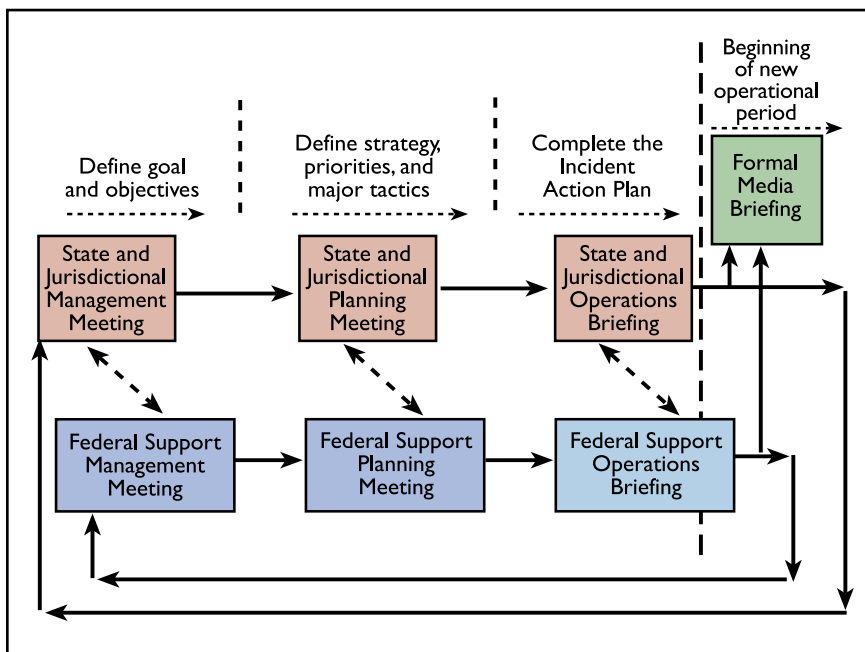 Beginning
of new
operational
period
Define goal
and objectives
Define strategy,
priorities, and
major tactics
Complete the
Incident
Action Plan
Formal
Media
Briefing
State and
Jurisdictional
Management
Meeting
State and
Jurisdictional
Planning
Meeting
State and
Jurisdictional
Operations
Briefing
Federal Support
Management
Meeting
Federal Support
Planning
Meeting
Federal Support
Operations
Briefing